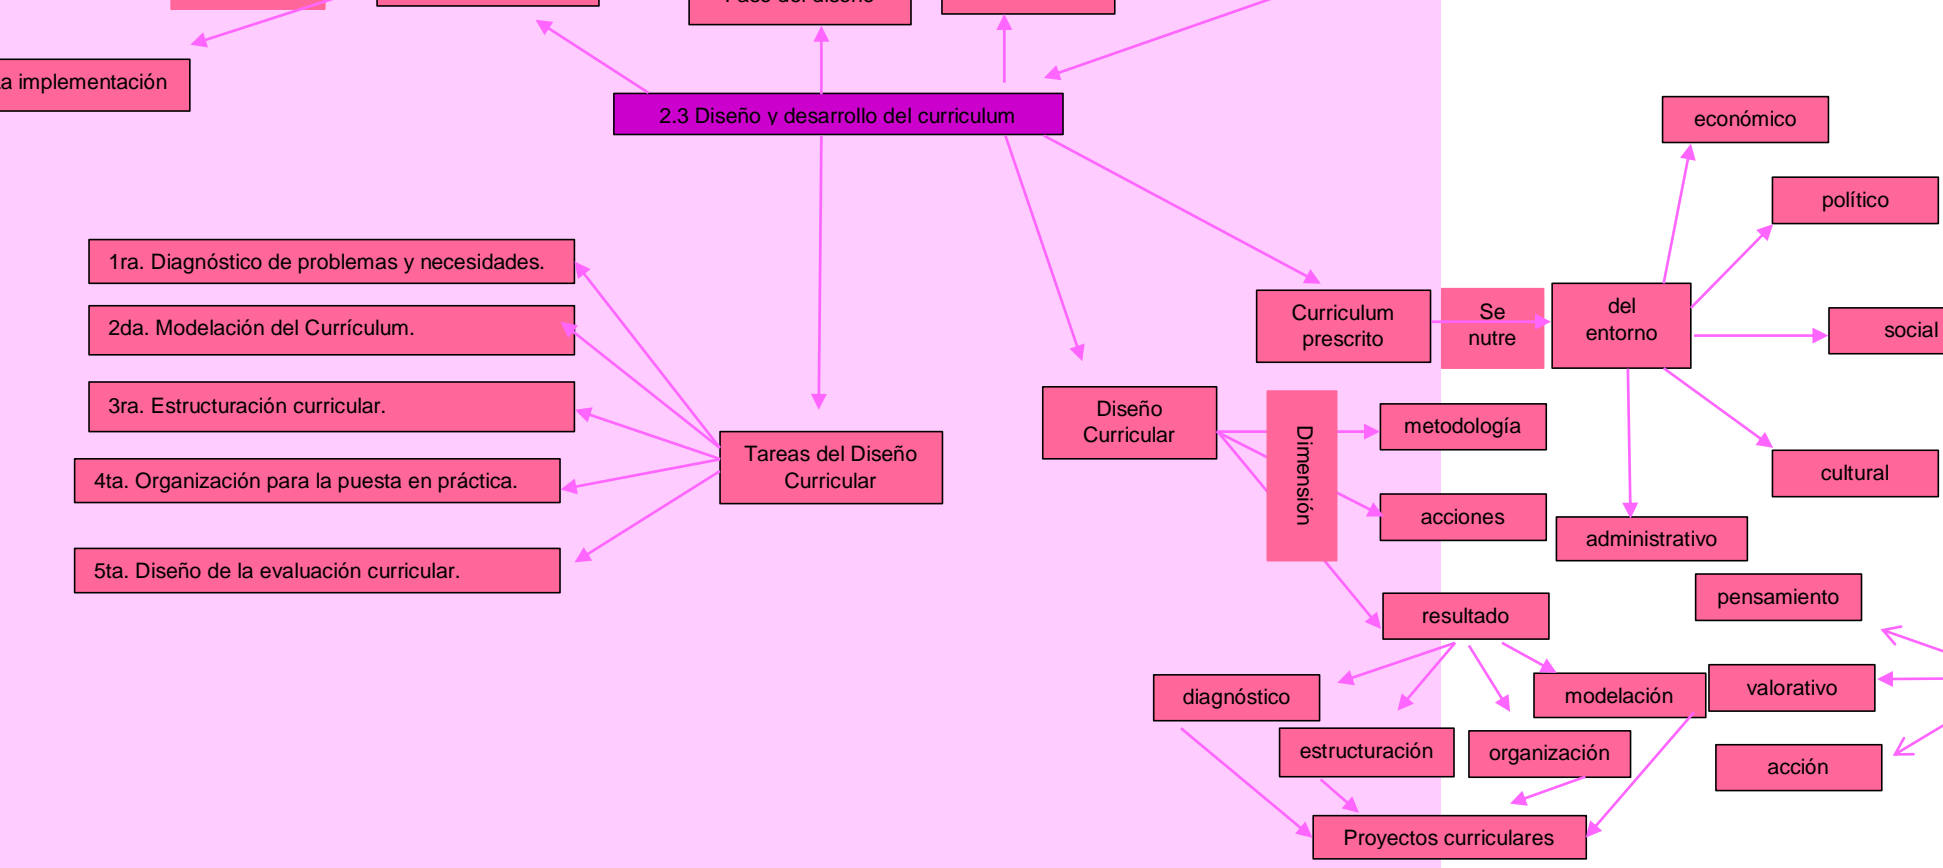 Fase del diseño
a implementación
2.3 Diseño y desarrollo del curriculum
económico
político
1ra. Diagnóstico de problemas y necesidades.
2da. Modelación del Currículum.
3ra. Estructuración curricular.
4ta. Organización para la puesta en práctica.
5ta. Diseño de la evaluación curricular.
Tareas del Diseño
Curricular
Curriculum
prescrito
Se
nutre
del
entorno
social
cultural
administrativo
Diseño
Curricular
Dimensión
metodología
acciones
resultado
pensamiento
valorativo
acción
diagnóstico
modelación
estructuración
organización
Proyectos curriculares